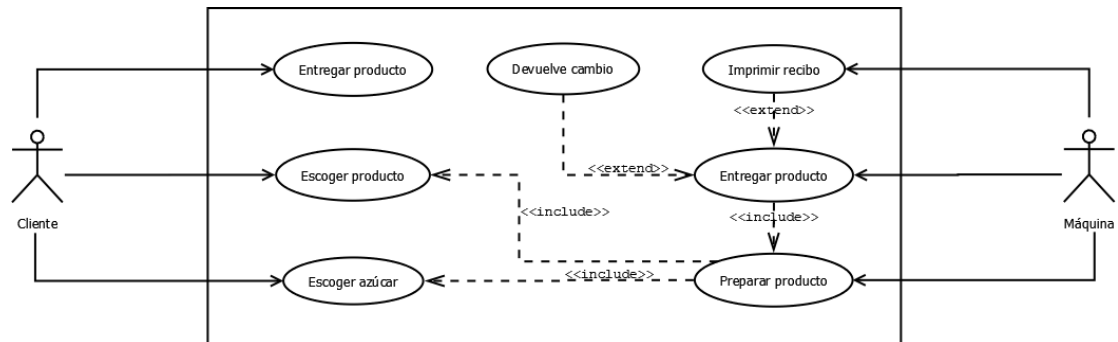 Entregar producto
Devuelve cambio
Imprimir recibo
<<extend>>
<<extend>>
Escoger producto
Entregar producto
Cliente
<<include>>
<<include>>
Máquina
<<include>>
Escoger azúcar
Preparar producto